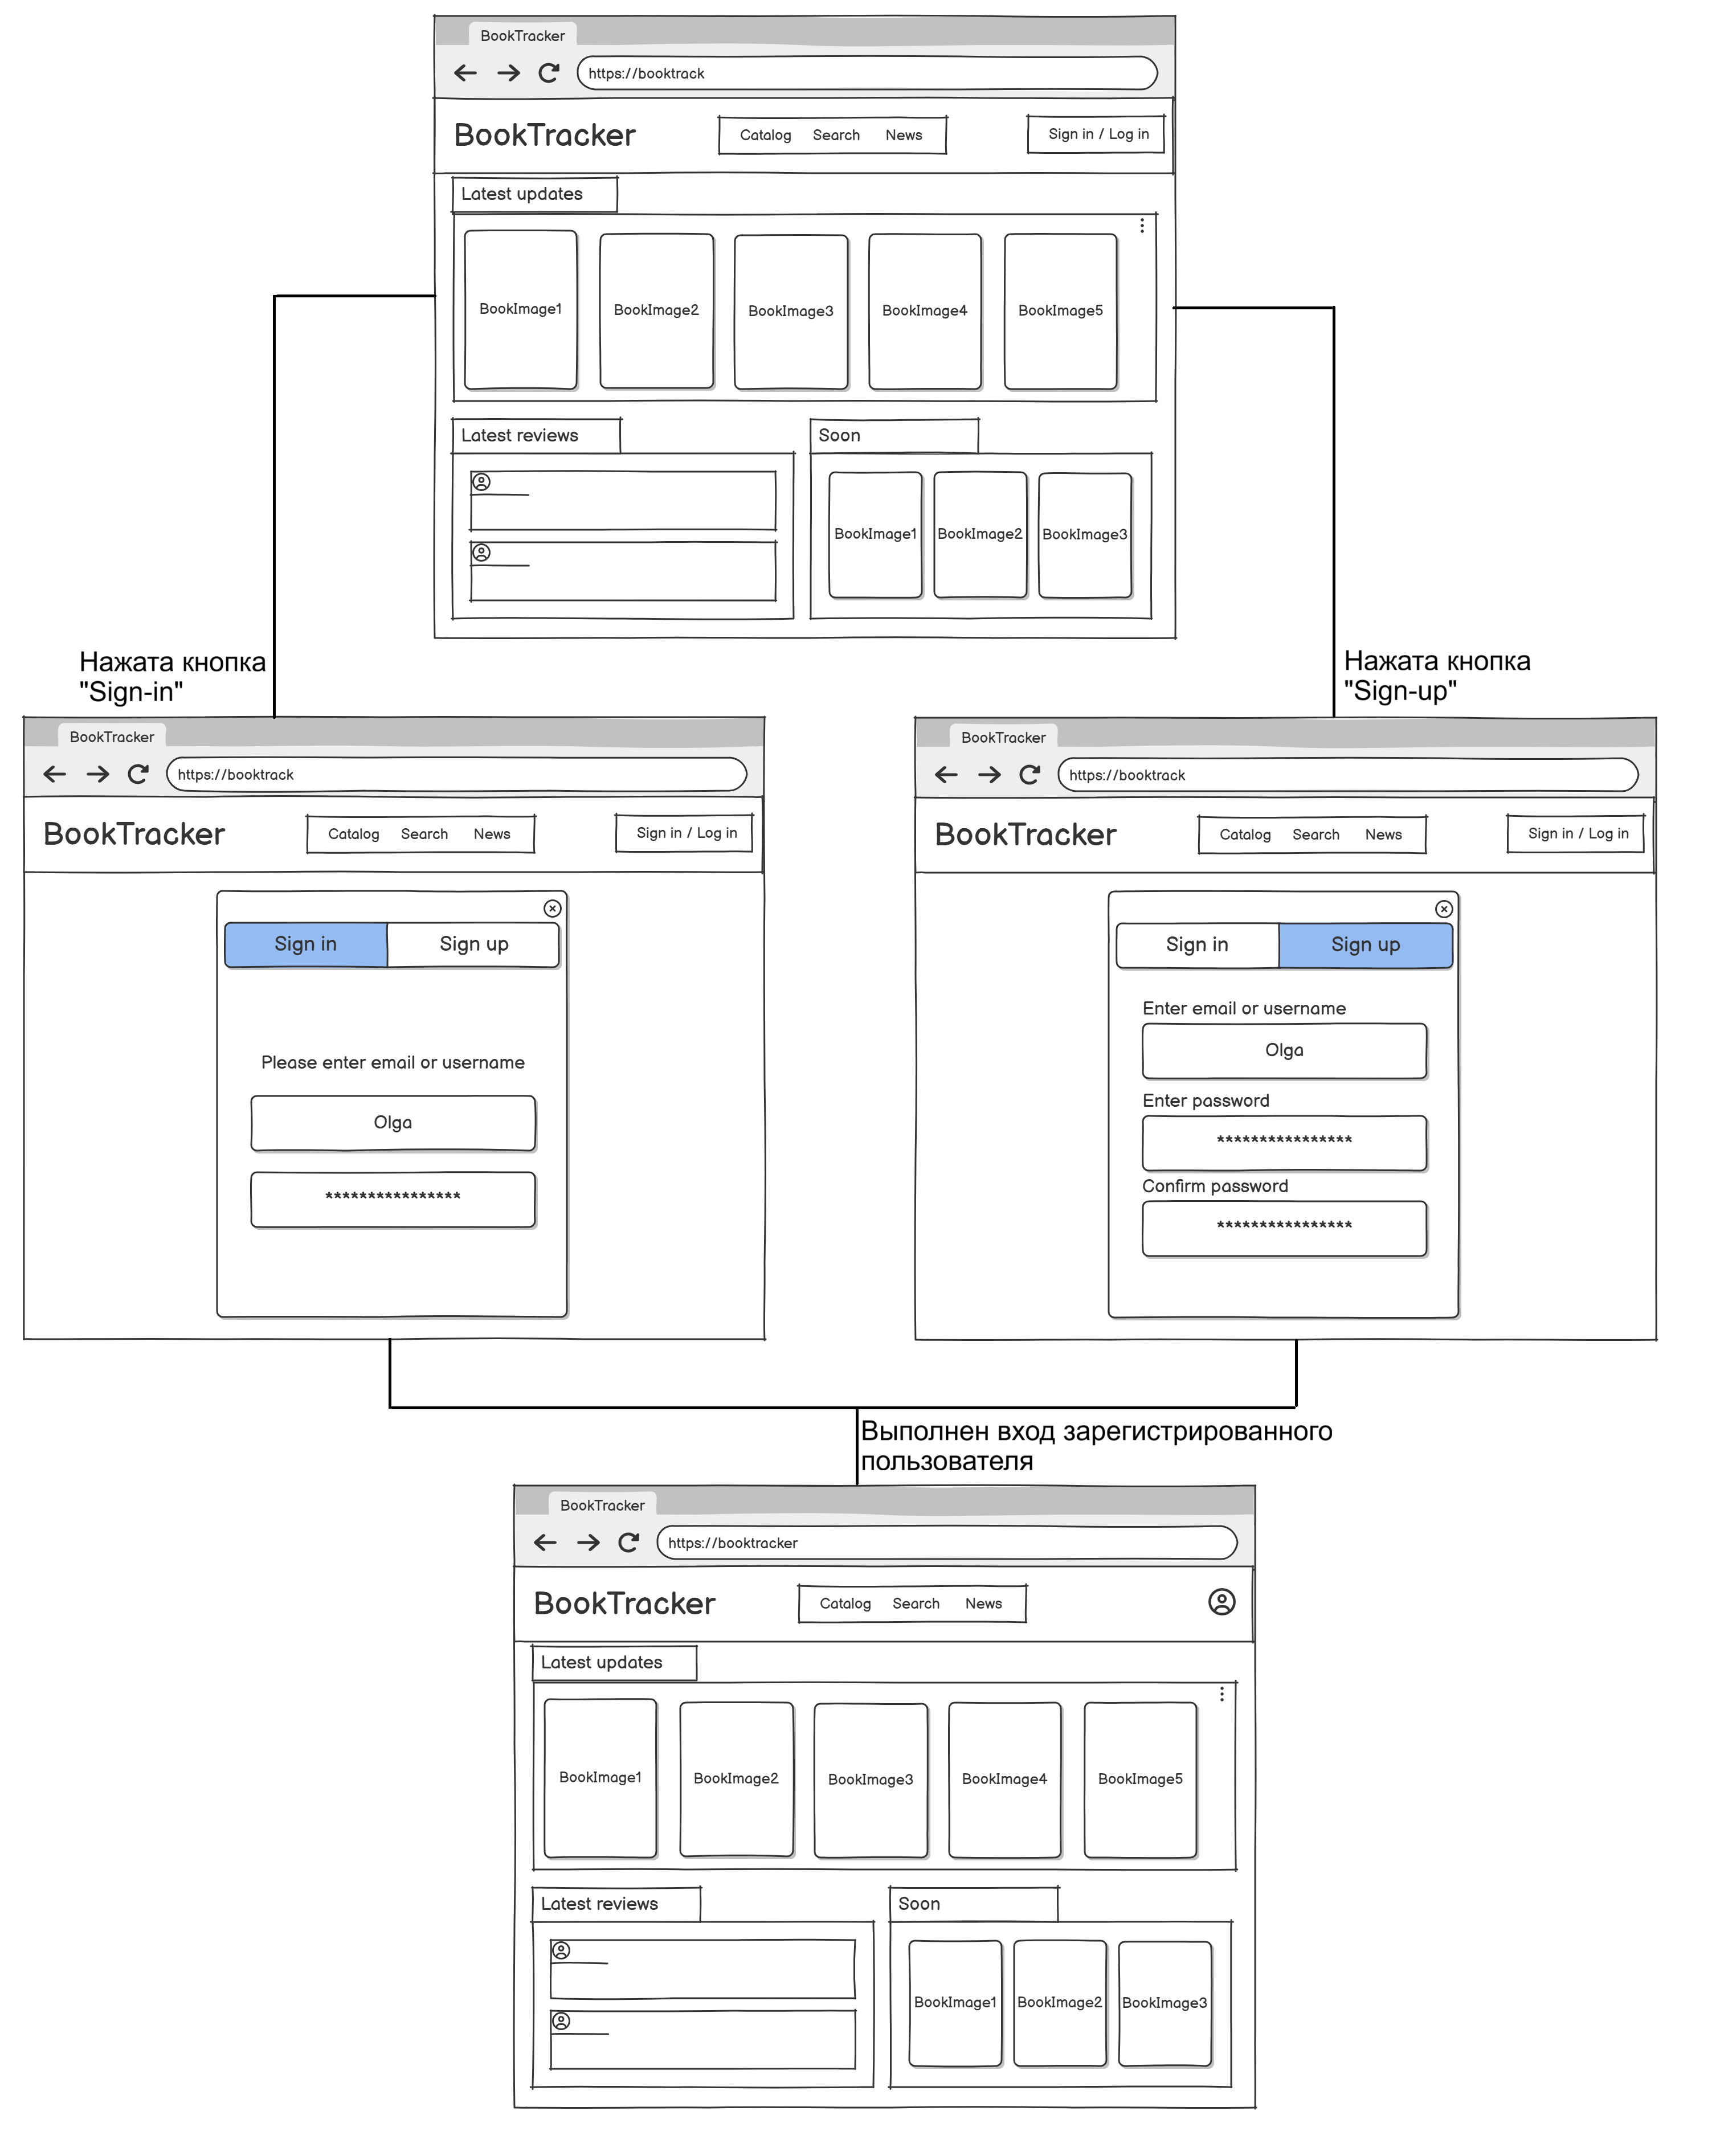 BookTracker
https://booktrack
BookTracker
Catalog Search News
Sign in / Log in
Latest updates
BookImage1
BookImage2
BookImage3
BookImage4
BookImage5
Latest reviews
Soon
BookImage1
BookImage2
BookImage3
Нажата кнопка
"Sign-in"
Нажата кнопка
"Sign-up"
BookTracker
https://booktrack
BookTracker
Catalog Search News
Sign in / Log in
Sign in
Sign up
Please enter email or username
Olga
****************
BookTracker
https://booktrack
BookTracker
Catalog Search News
Sign in / Log in
Sign in
Sign up
Enter email or username
Olga
Enter password
****************
Confirm password
****************
Выполнен вход зарегистрированного
пользователя
BookTracker
https://booktracker
BookTracker
Catalog Search News
Latest updates
BookImage1
BookImage2
BookImage3
BookImage4
BookImage5
Latest reviews
Soon
BookImage1
BookImage2
BookImage3